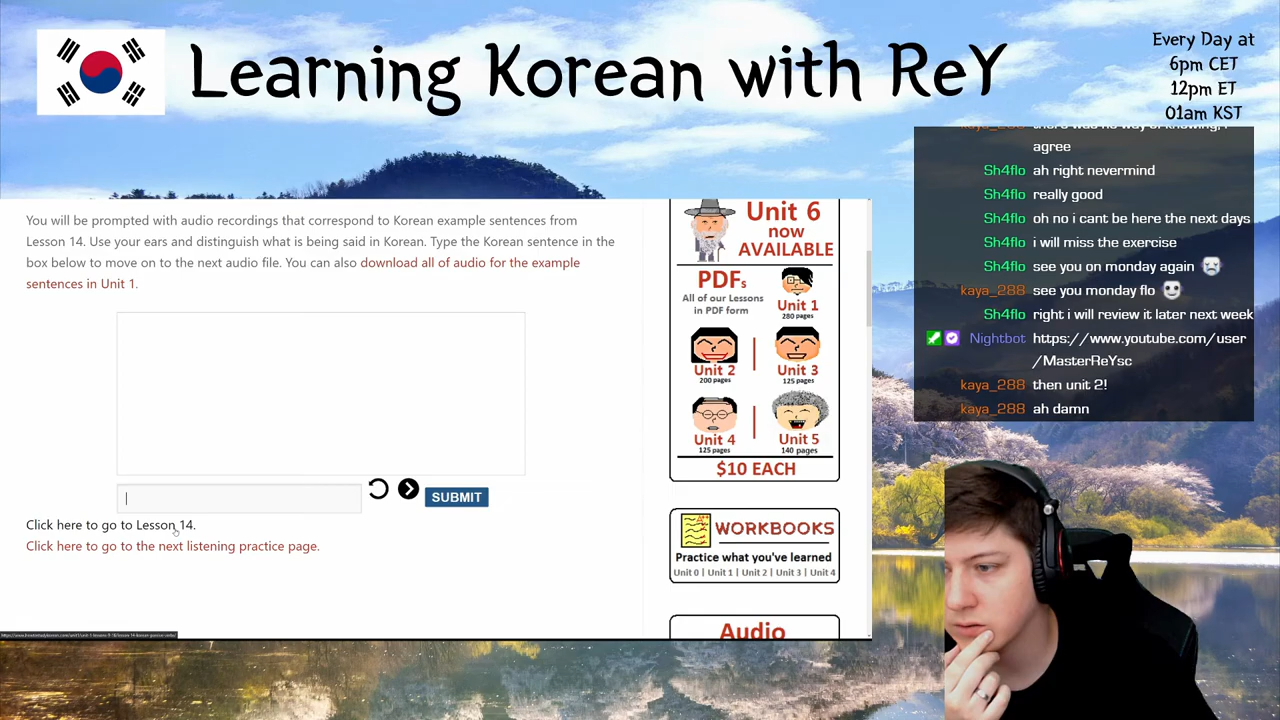 Learning Korean with ReY
Every Day at
6pm CET
12pm ET
01am KST
kaya_288 there was no way of knowing, i
agree
Sh4flo ah right nevermind
Sh4flo really good
Sh4flo oh no i cant be here the next days
Sh4flo i will miss the exercise
Sh4flo see you on monday again
kaya_288 see you monday flo
Sh4flo right i will review it later next week
Nightbot https://www.youtube.com/user
/MasterReYsc
kaya_288 then unit 2!
kaya_288 ah damn
You will be prompted with audio recordings that correspond to Korean example sentences from
Lesson 14. Use your ears and distinguish what is being said in Korean. Type the Korean sentence in the
box below move on to the next audio file. You can also download all of audio for the example
sentences in Unit 1.
SUBMIT
Click here to go to Lesson 14.
Click here to go to the next listening practice page.
Unit 6
now
AVAILABLE
PDFs
All of our Lessons
in PDF form
Unit 1
280 pages
Unit 2
200 pages
Unit 3
125 pages
Unit 4
125 pages
Unit 5
140 pages
$10 EACH
A++
WORKBOOKS
Practice what you've learned
Unit 0 | Unit 1 | Unit 2 | Unit 3 | Unit 4
Audio